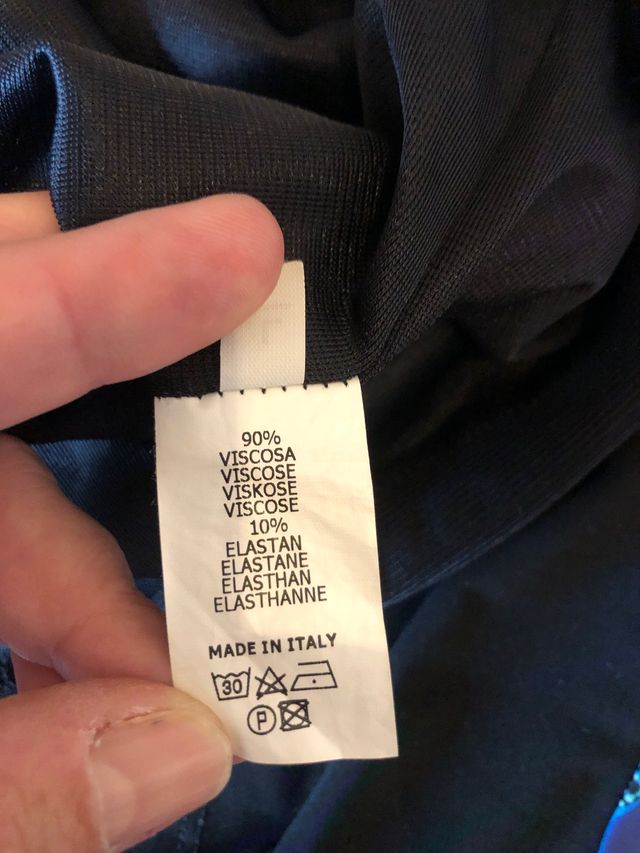 90%
VISCOSA
VISCOSE
VISKOSE
VISCOSE
10%
ELASTAN
ELASTANE
ELASTHAN
ELASTHANNE
MADE IN ITALY
30
P